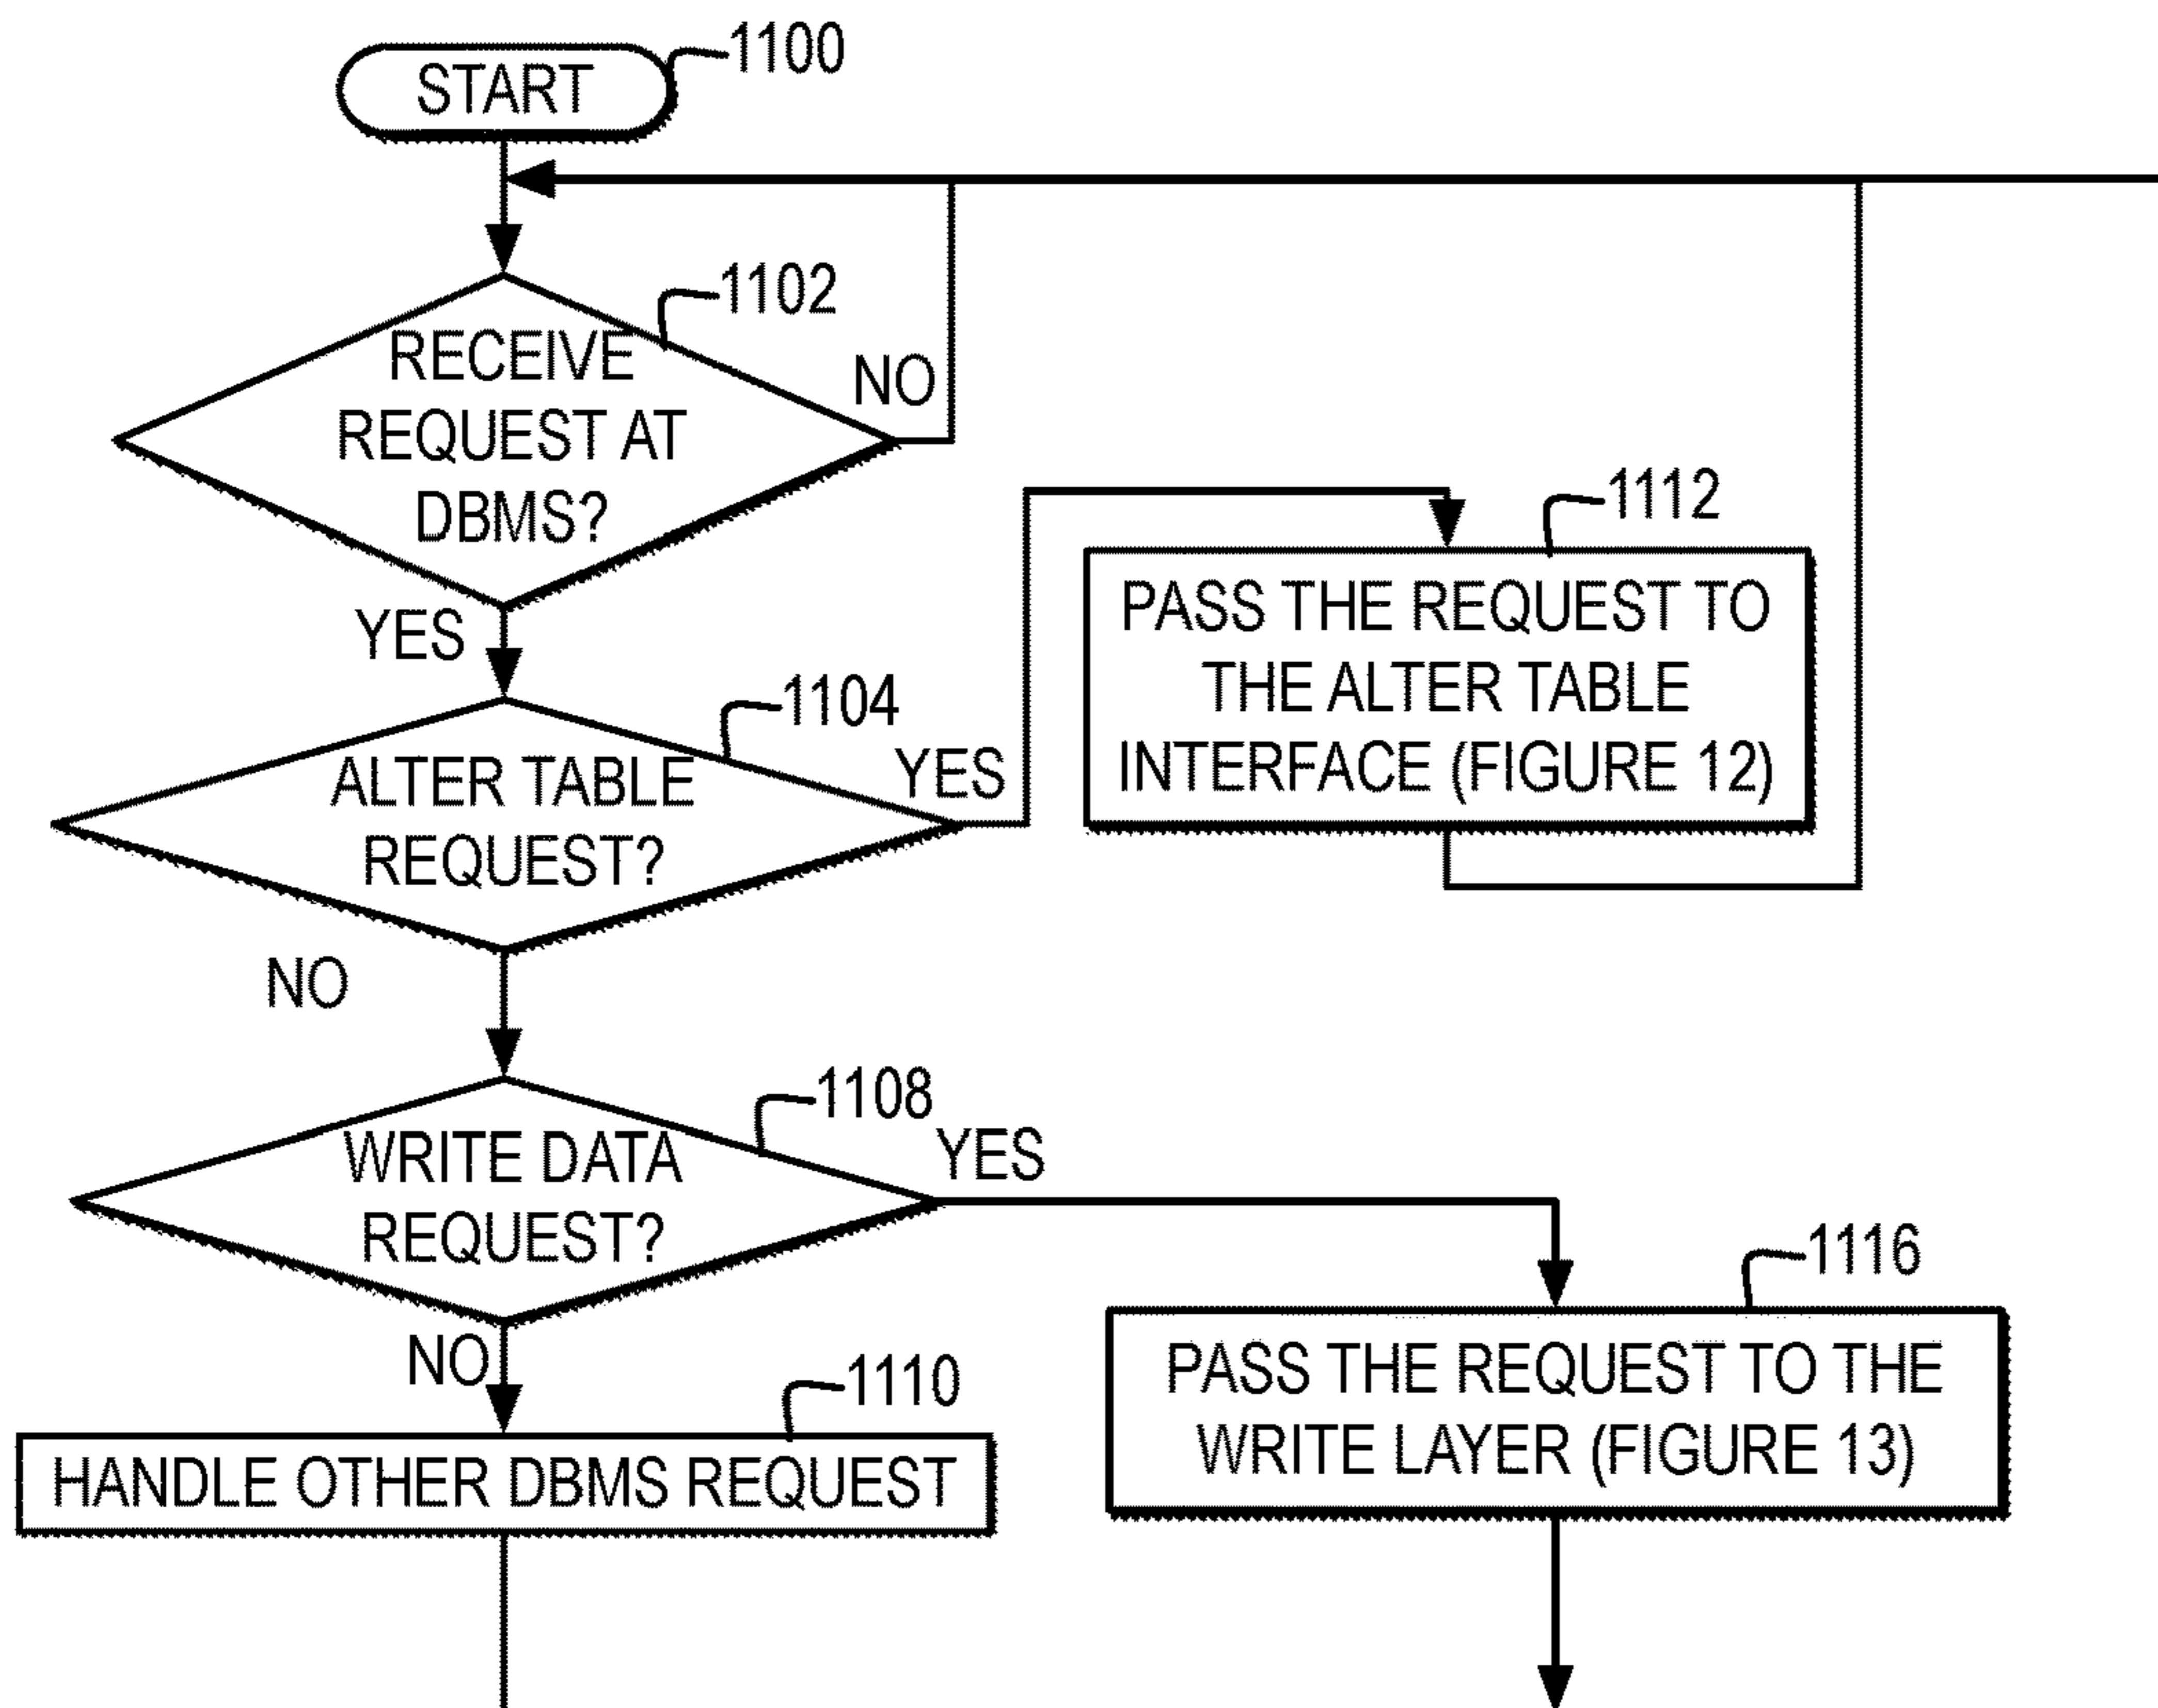 START
1100
1102
RECEIVE
REQUEST AT
DBMS?
NO
YES
1104
ALTER TABLE
REQUEST?
YES
1112
PASS THE REQUEST TO
THE ALTER TABLE
INTERFACE (FIGURE 12)
NO
1108
WRITE DATA
REQUEST?
YES
1116
PASS THE REQUEST TO THE
WRITE LAYER (FIGURE 13)
NO
1110
HANDLE OTHER DBMS REQUEST